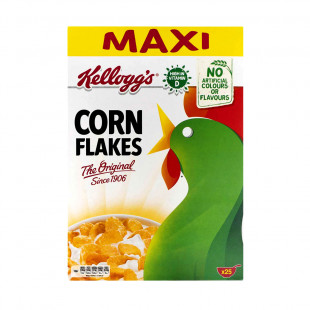 MAXI
Kellogg's
HIGH IN
VITAMIN
D
NO
ARTIFICIAL
COLOURS
OR
FLAVOURS
CORN
FLAKES
The Original
Since 1906
x25